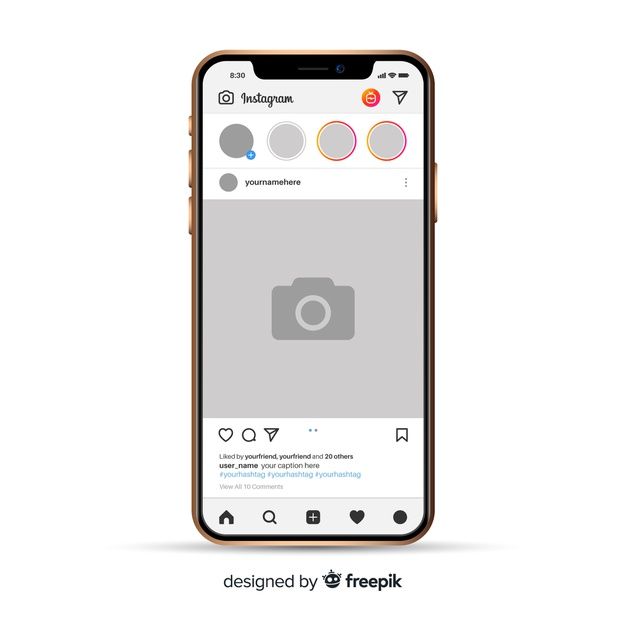 8:30
Instagram
yournamehere
Liked by yourfriend, yourfriend and 20 others
user_name your caption here
#yourhashtag #yourhashtag #yourhashtag
View All 10 Comments
designed by freepik